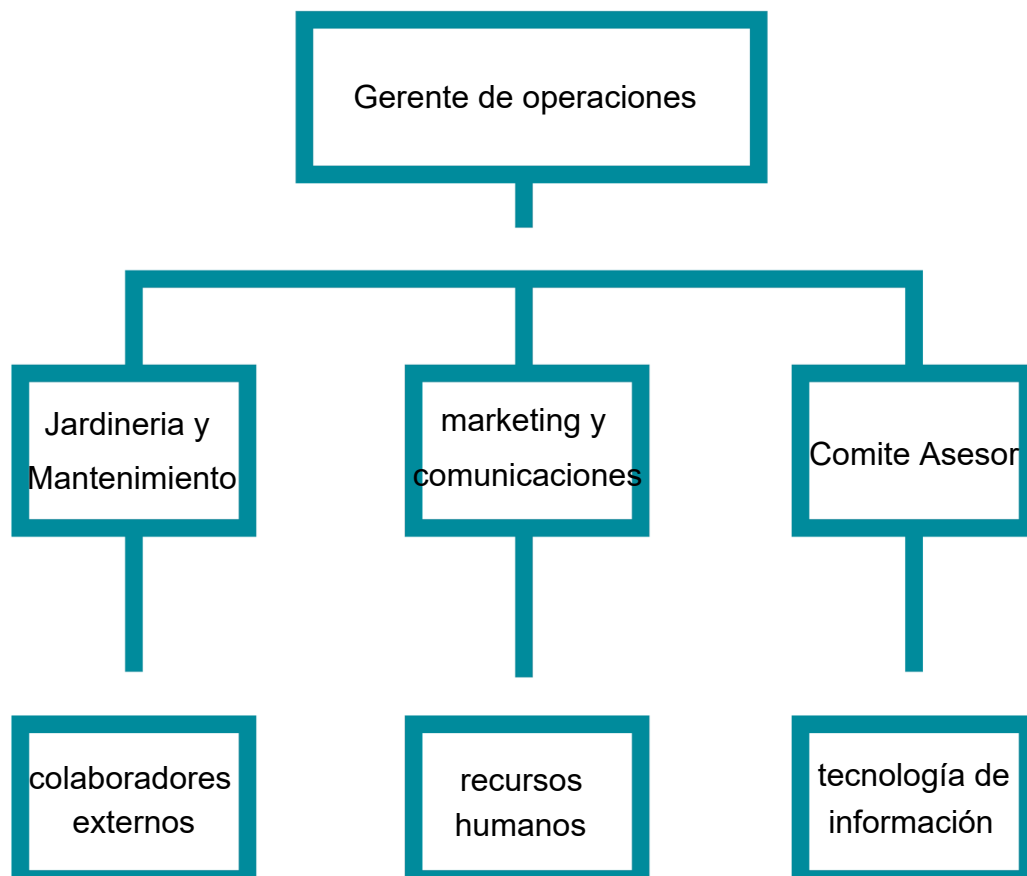 Gerente de operaciones
Jardineria y
Mantenimiento
marketing y
comunicaciones
Comite Asesor
colaboradores
externos
recursos
humanos
tecnología de
información